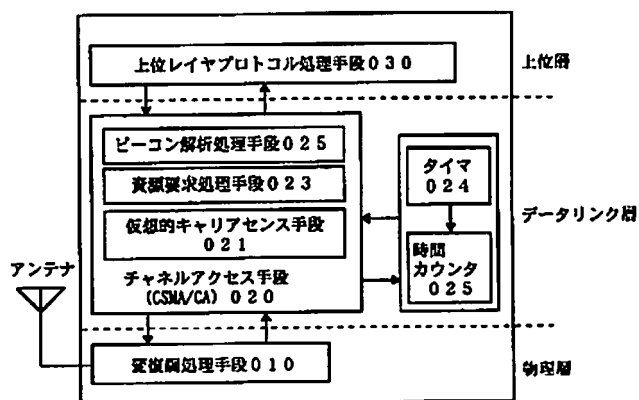 上位レイヤプロトコル処理手段030
上位層
ビーコン解析処理手段025
資源要求処理手段023
仮想的キャリアセンス手段
021
チャネルアクセス手段
(CSMA/CA) 020
タイマ
024
時間
カウンタ
025
データリンク層
アンテナ
変復調処理手段010
物理層